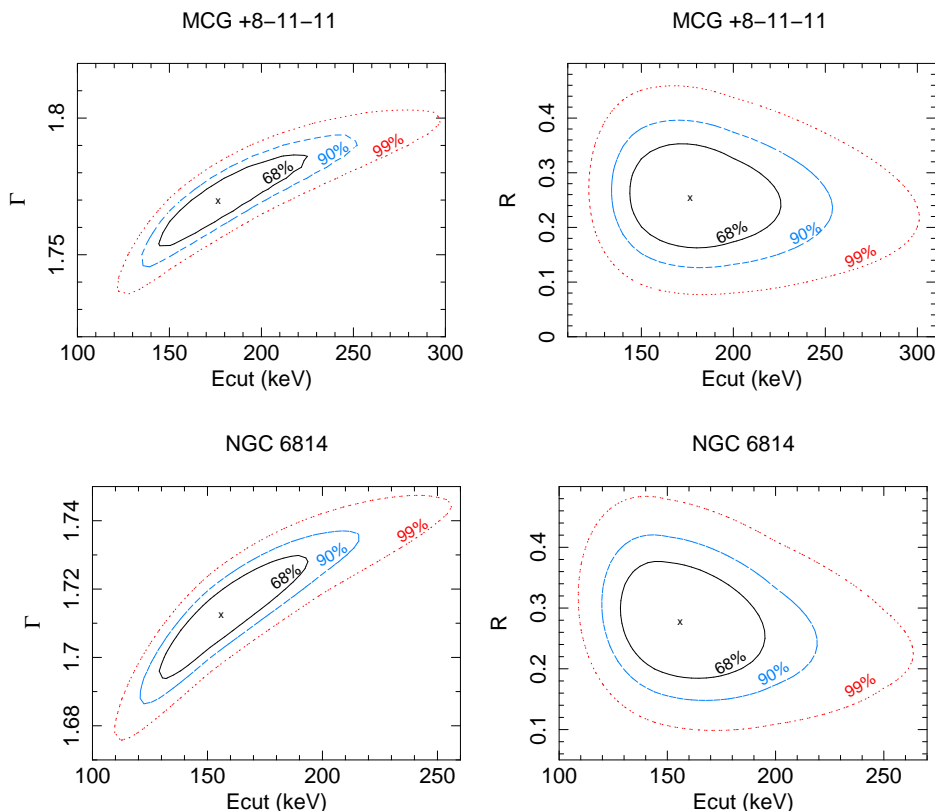 MCG +8−11−11
Γ
1.8
1.75
68%
90%
99%
100 150 200 250 300
Ecut (keV)
MCG +8−11−11
R
0.4
0.3
0.2
0.1
0
68%
90%
99%
150 200 250 300
Ecut (keV)
NGC 6814
Γ
1.74
1.72
1.7
1.68
68%
90%
99%
100 150 200 250
Ecut (keV)
NGC 6814
R
0.4
0.3
0.2
0.1
68%
90%
99%
100 150 200 250
Ecut (keV)